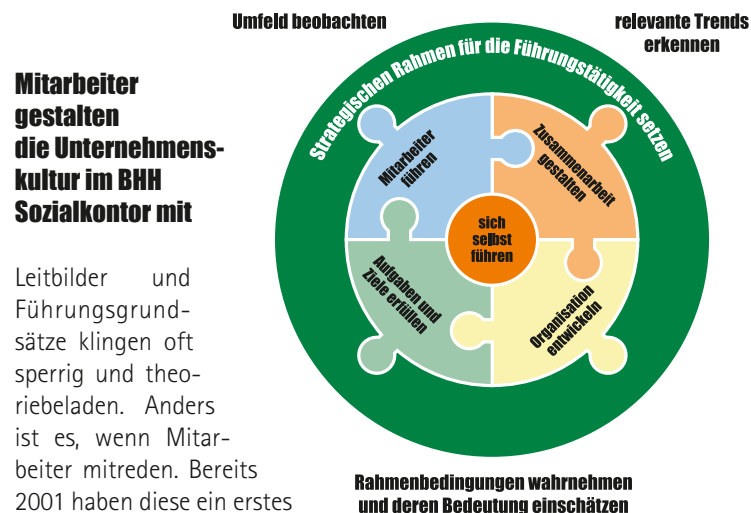 Umfeld beobachten
relevante Trends
erkennen
Mitarbeiter
gestalten
die Unternehmens-
kultur im BHH
Sozialkontor mit
Strategischen Rahmen für die Führungstätigkeit setzen
Mitarbeiter
führen
Zusammenarbeit
gestalten
sich
selbst
führen
Aufgaben und
Ziele erfüllen
Organisation
entwickeln
Leitbilder und
Führungsgrund-
sätze klingen oft
sperrig und theo-
riebeladen. Anders
ist es, wenn Mitar-
beiter mitreden. Bereits
2001 haben diese ein erstes
Rahmenbedingungen wahrnehmen
und deren Bedeutung einschätzen